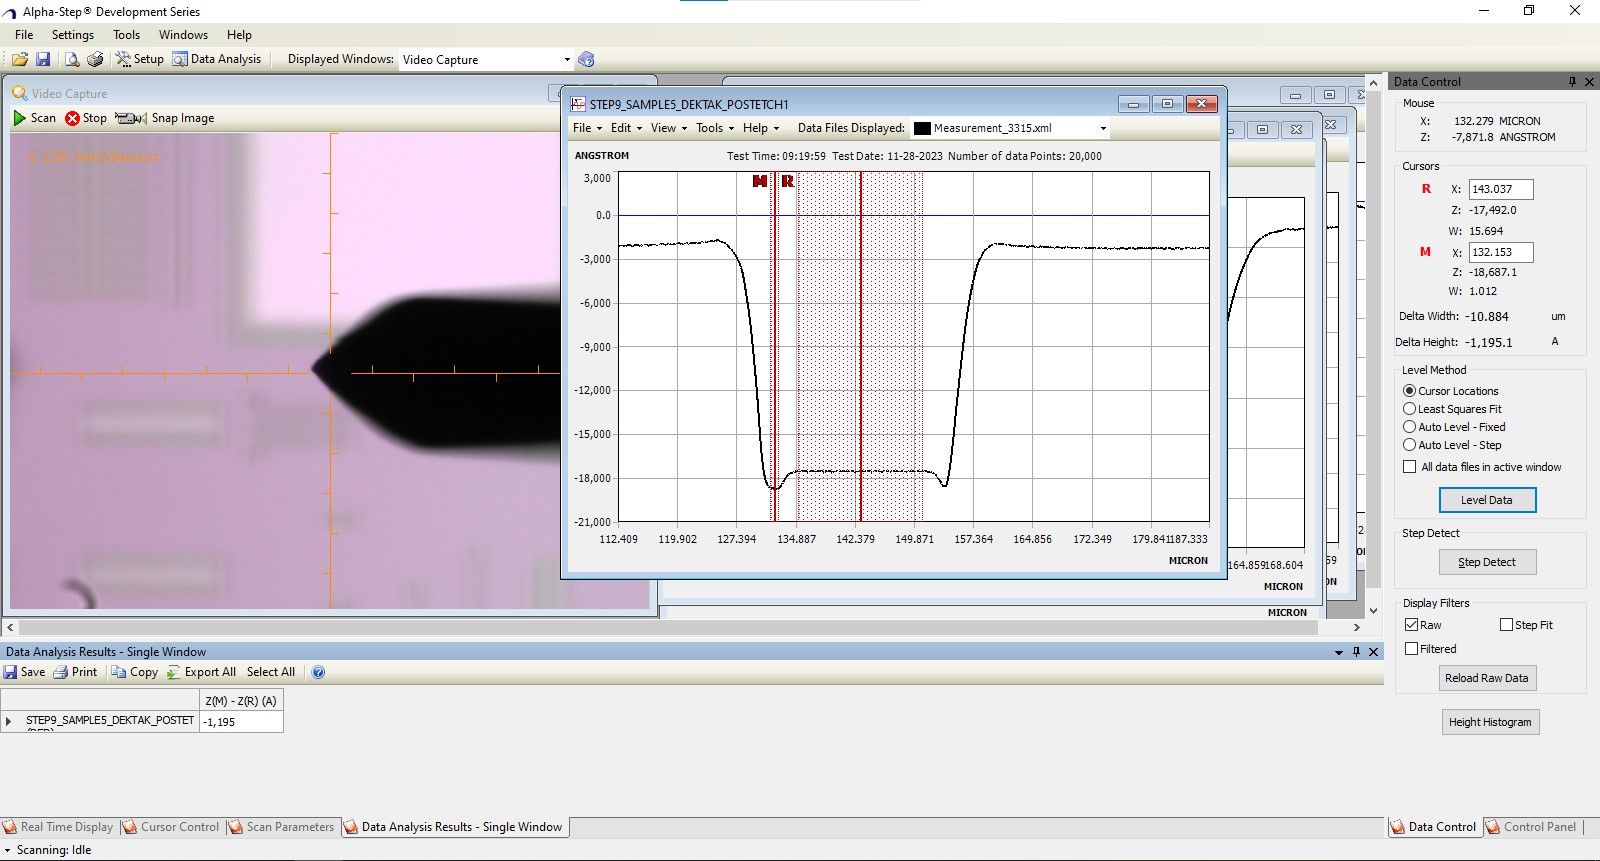 Alpha-Step® Development Series
File Settings Tools Windows Help
Setup Data Analysis Displayed Windows: Video Capture
Video Capture
Scan Stop Snap Image
0.125 mm/division
STEP9_SAMPLE5_DEKTAK_POSTETCH1
File Edit View Tools Help Data Files Displayed: Measurement_3315.xml
ANGSTROM Test Time: 09:19:59 Test Date: 11-28-2023 Number of data Points: 20,000
M R
3,000
0.0
-3,000
-6,000
-9,000
-12,000
-15,000
-18,000
-21,000
112.409 119.902 127.394 134.887 142.379 149.871 157.364 164.856 172.349 179.841187.333
MICRON
164.859168.604
MICRON
MICRON
Data Control
Mouse
X: 132.279 MICRON
Z: -7,871.8 ANGSTROM
Cursors
R X: 143.037
Z: -17,492.0
W: 15.694
M X: 132.153
Z: -18,687.1
W: 1.012
Delta Width: -10.884 um
Delta Height: -1,195.1 A
Level Method
Cursor Locations
Least Squares Fit
Auto Level - Fixed
Auto Level - Step
All data files in active window
Level Data
Step Detect
Step Detect
Display Filters
Raw Step Fit
Filtered
Reload Raw Data
Height Histogram
Data Analysis Results - Single Window
Save Print Copy Export All Select All
Z(M) - Z(R) (A)
STEP9_SAMPLE5_DEKTAK_POSTET -1,195
Real Time Display Cursor Control Scan Parameters Data Analysis Results - Single Window
Data Control Control Panel
Scanning: Idle